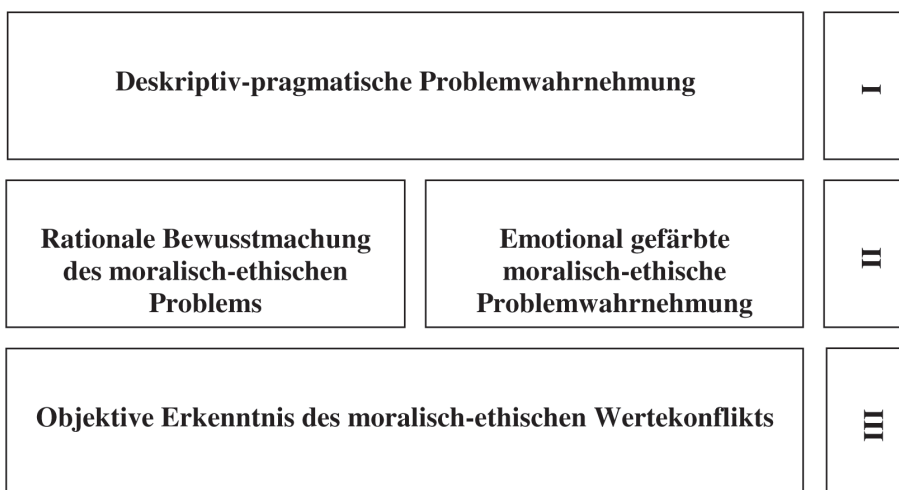 Deskriptiv-pragmatische Problemwahrnehmung
I
Rationale Bewusstmachung
des moralisch-ethischen
Problems
Emotional gefärbte
moralisch-ethische
Problemwahrnehmung
II
Objektive Erkenntnis des moralisch-ethischen Wertekonflikts
III